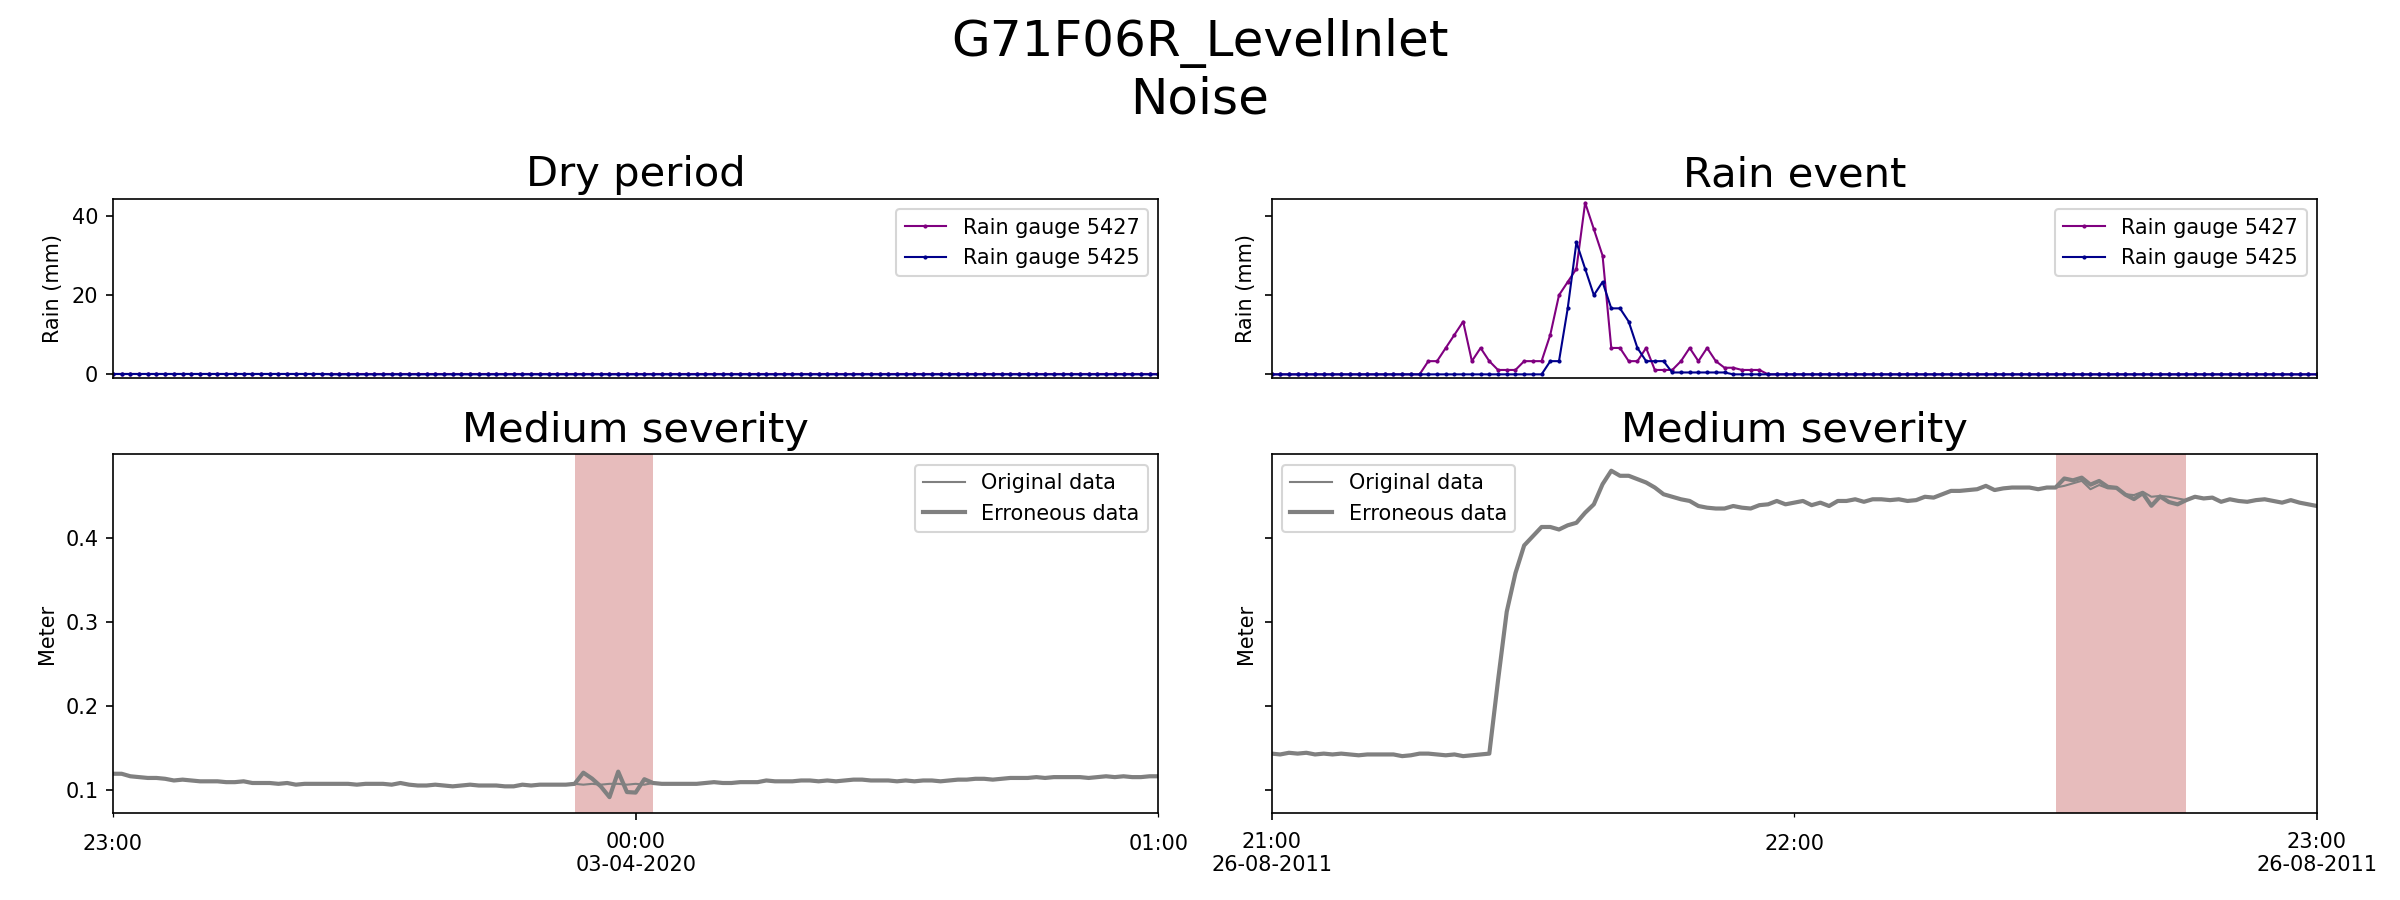 G71F06R_LevelInlet
Noise
Dry period
Rain (mm)
40
20
0
Rain gauge 5427
Rain gauge 5425
Rain event
Rain (mm)
Rain gauge 5427
Rain gauge 5425
Medium severity
Meter
0.4
0.3
0.2
0.1
Original data
Erroneous data
23:00
00:00
03-04-2020
01:00
Medium severity
Meter
Original data
Erroneous data
21:00
26-08-2011
22:00
23:00
26-08-2011